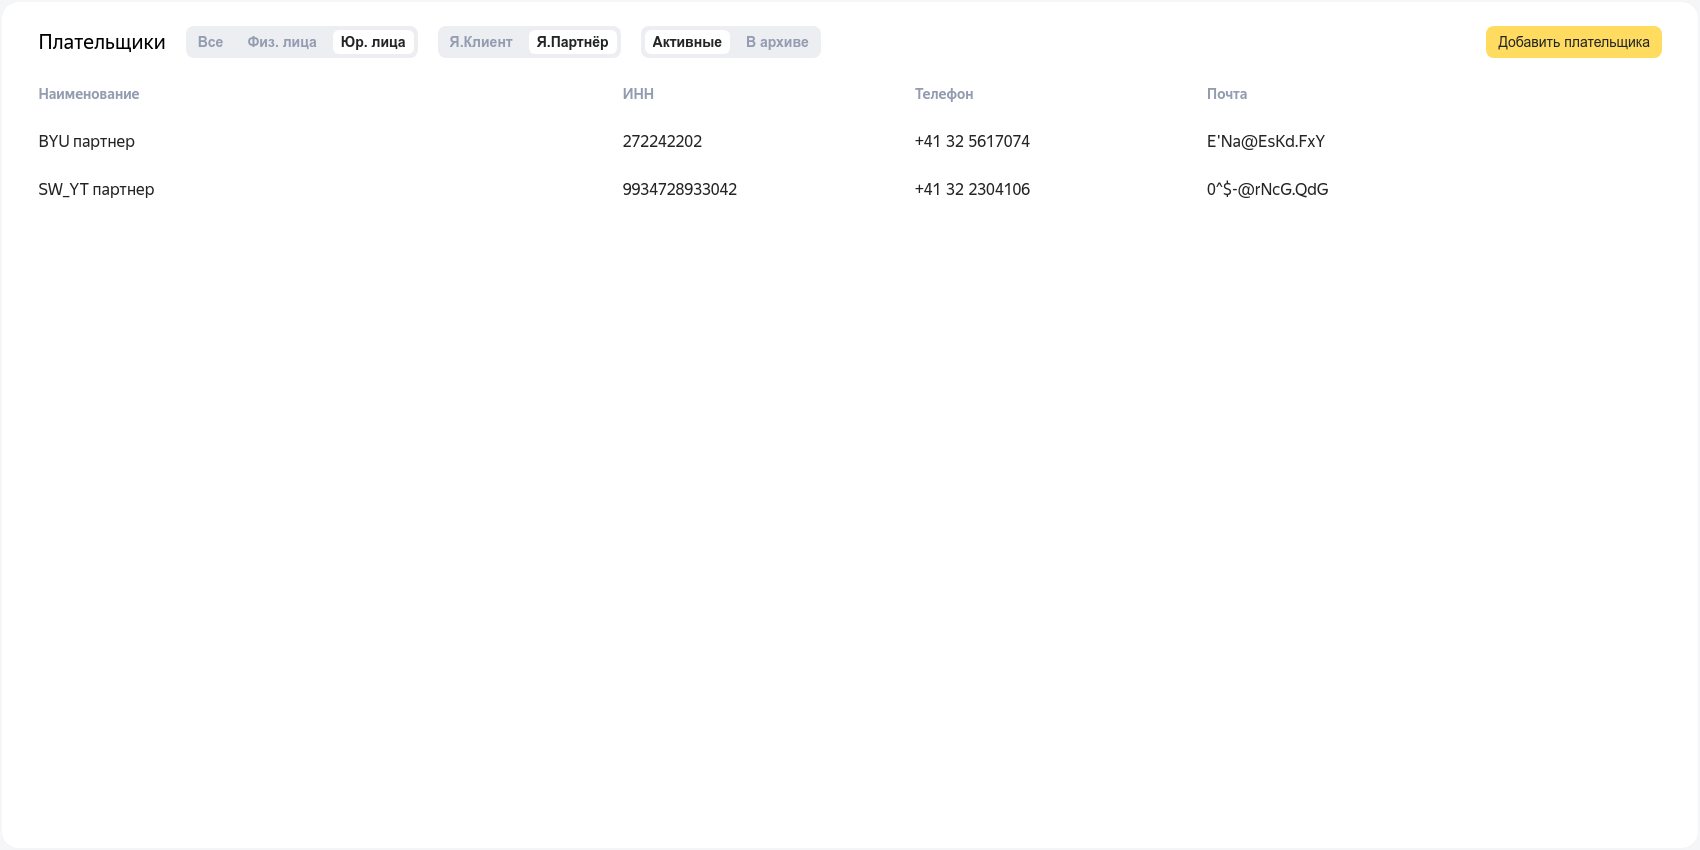 Плательщики Все Физ. лица Юр. лица Я.Клиент Я.Партнёр Активные В архиве Добавить плательщика
Наименование ИНН Телефон Почта
BYU партнер 272242202 +41 32 5617074 E'Na@EsKd.FxY
SW_YT партнер 9934728933042 +41 32 2304106 0^$-@rNcG.QdG